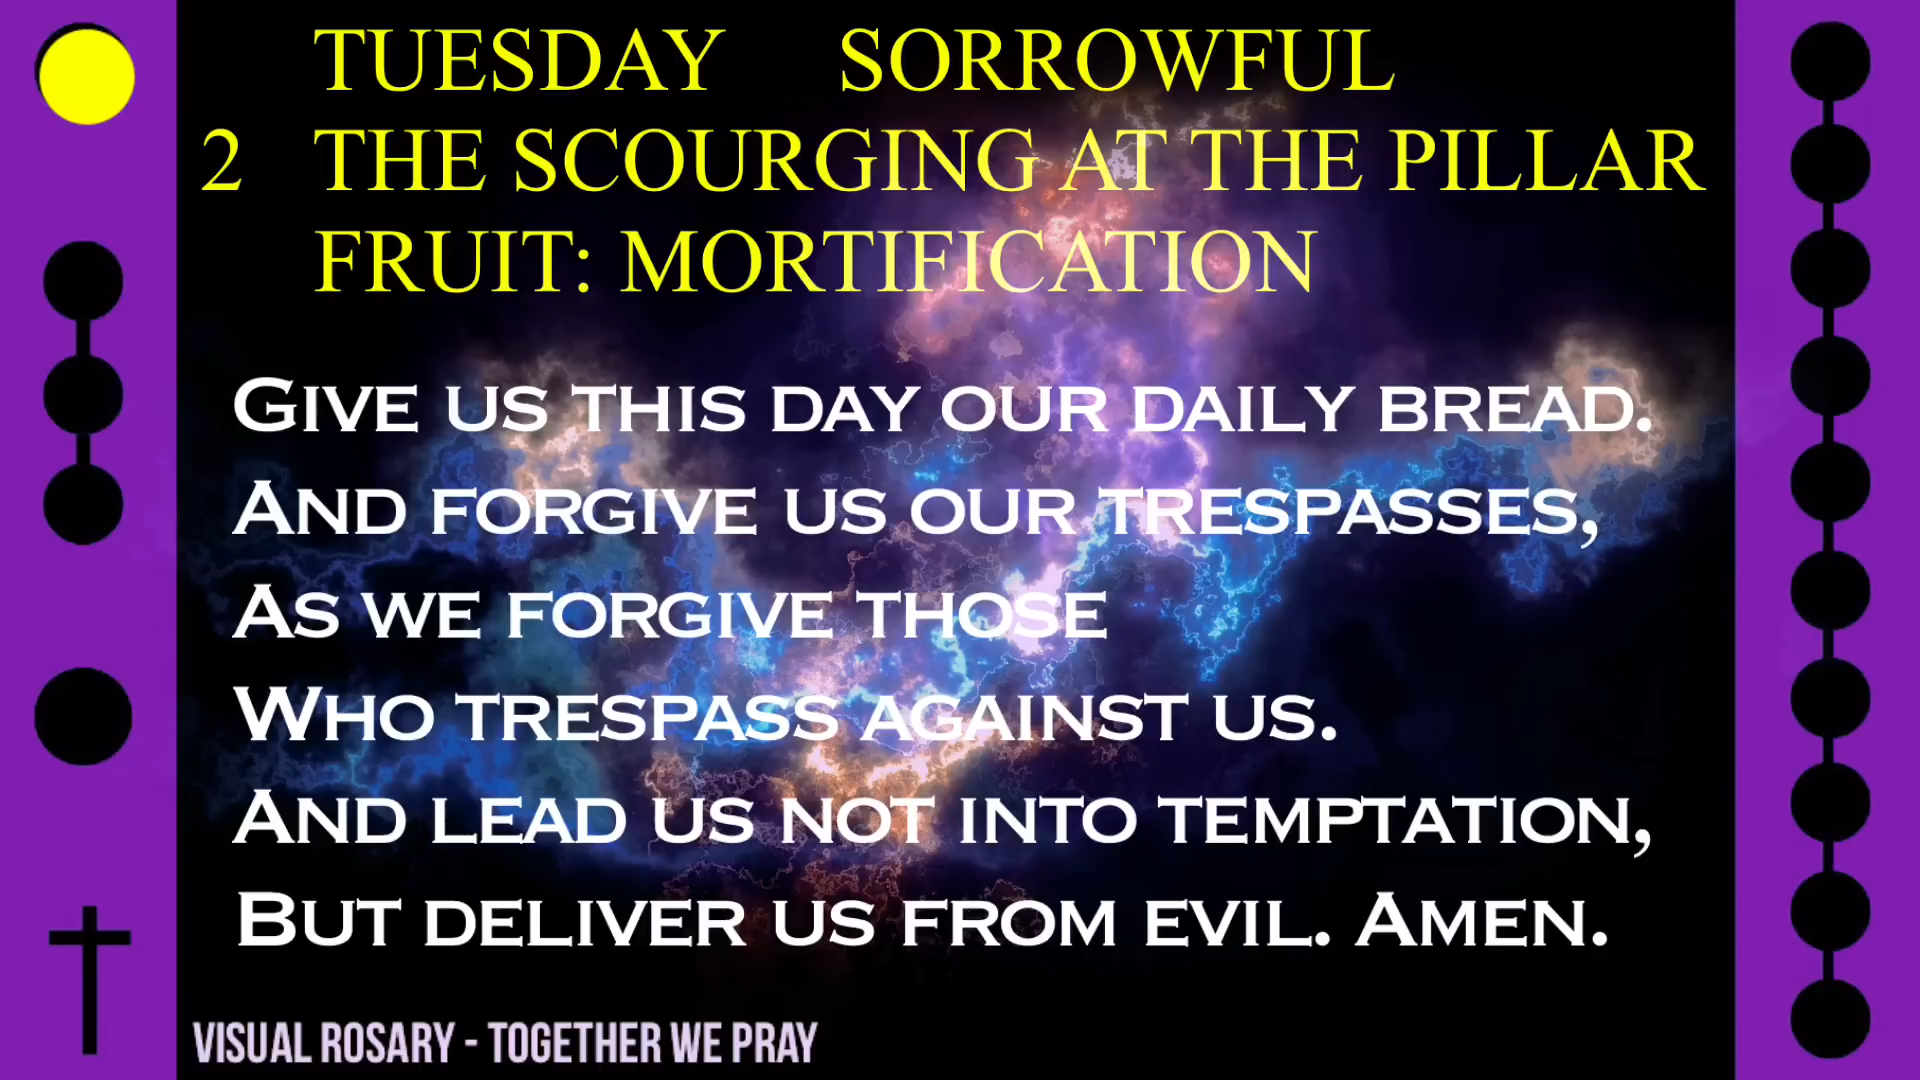 TUESDAY SORROWFUL
2 THE SCOURGING AT THE PILLAR
FRUIT: MORTIFICATION
GIVE US THIS DAY OUR DAILY BREAD.
AND FORGIVE US OUR TRESPASSES,
AS WE FORGIVE THOSE
WHO TRESPASS AGAINST US.
AND LEAD US NOT INTO TEMPTATION,
BUT DELIVER US FROM EVIL. AMEN.
VISUAL ROSARY - TOGETHER WE PRAY